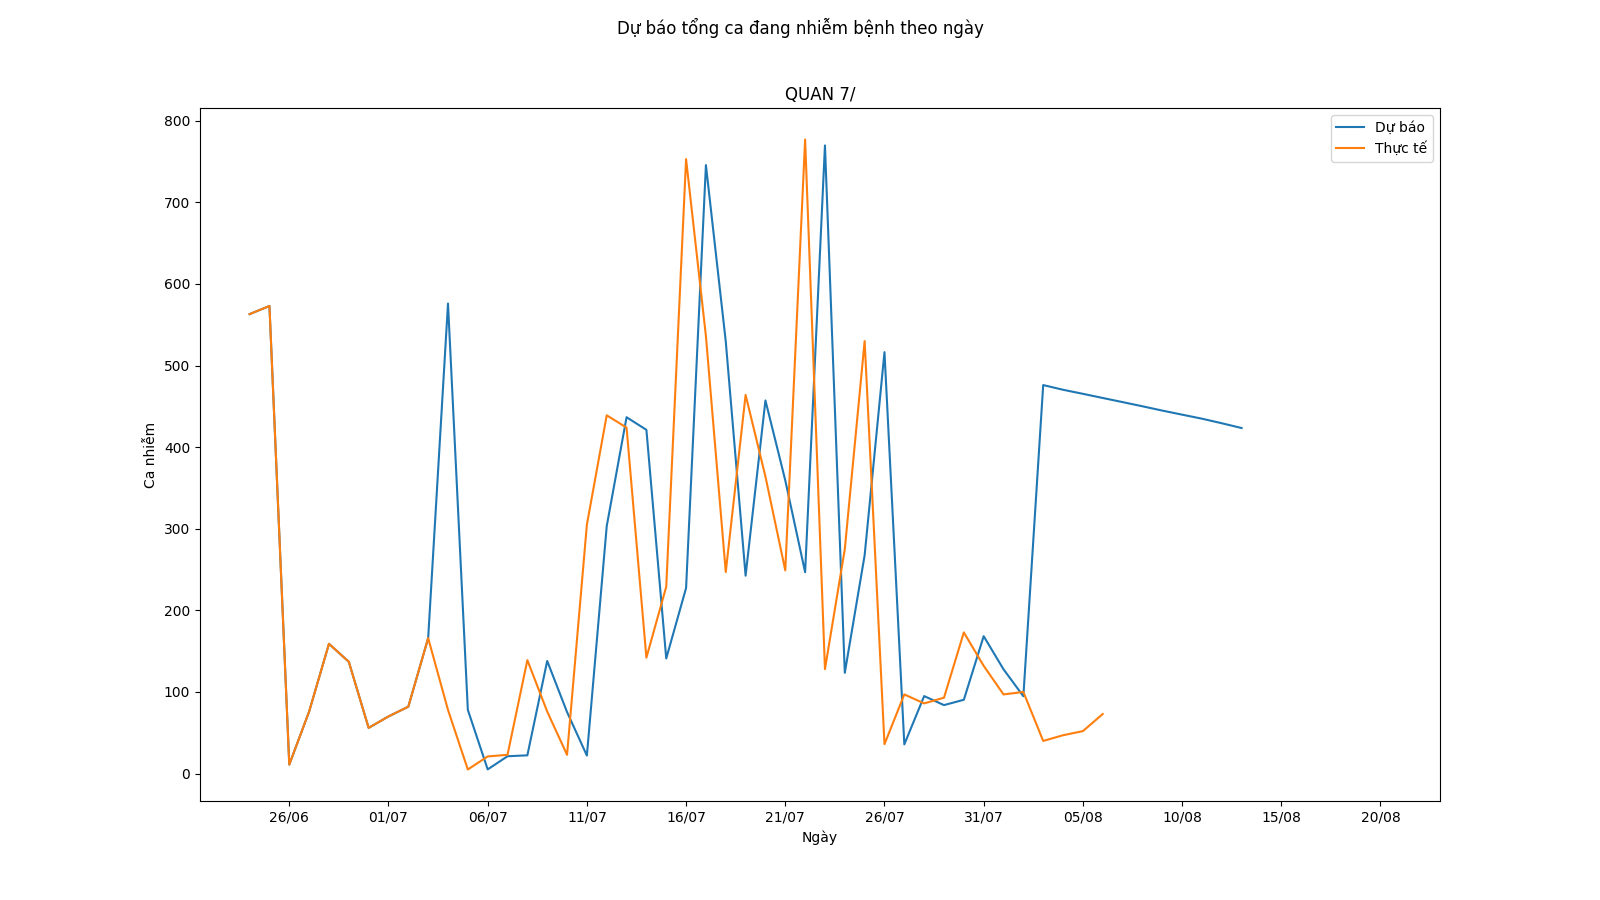 Dự báo tổng ca đang nhiễm bệnh theo ngày
QUAN 7/
Dự báo
Thực tế
800
700
600
500
400
300
200
100
0
Ca nhiễm
26/06 01/07 06/07 11/07 16/07 21/07 26/07 31/07 05/08 10/08 15/08 20/08
Ngày